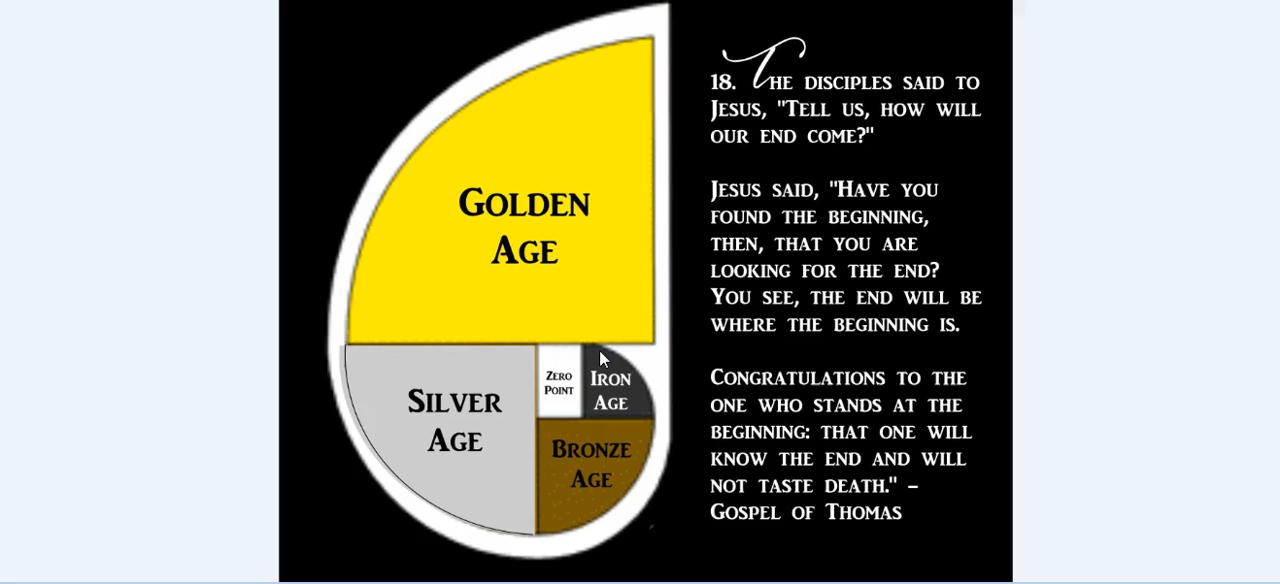 Golden
Age
Silver
Age
Zero
Point
Iron
Age
Bronze
Age
18. The disciples said to
Jesus, "Tell us, how will
our end come?"
Jesus said, "Have you
found the beginning,
then, that you are
looking for the end?
You see, the end will be
where the beginning is.
Congratulations to the
one who stands at the
beginning: that one will
know the end and will
not taste death." –
Gospel of Thomas